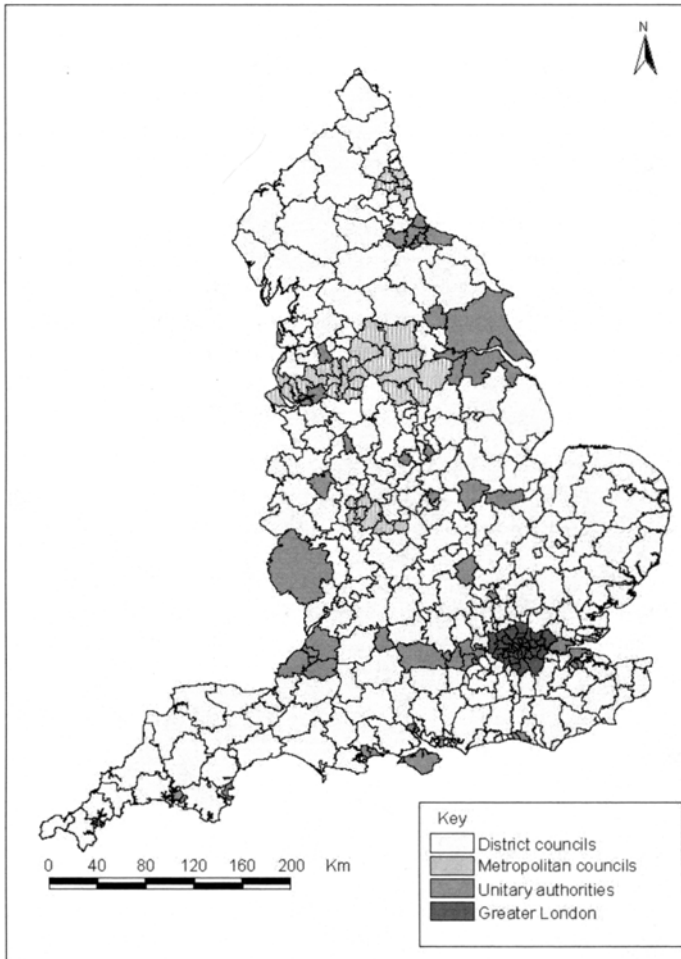 N
Key
District councils
Metropolitan councils
Unitary authorities
Greater London
0 40 80 120 160 200 Km